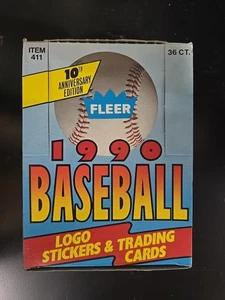 ITEM
411
36 CT.
10th
ANNIVERSARY
EDITION
FLEER
1990
BASEBALL
LOGO
STICKERS & TRADING
CARDS